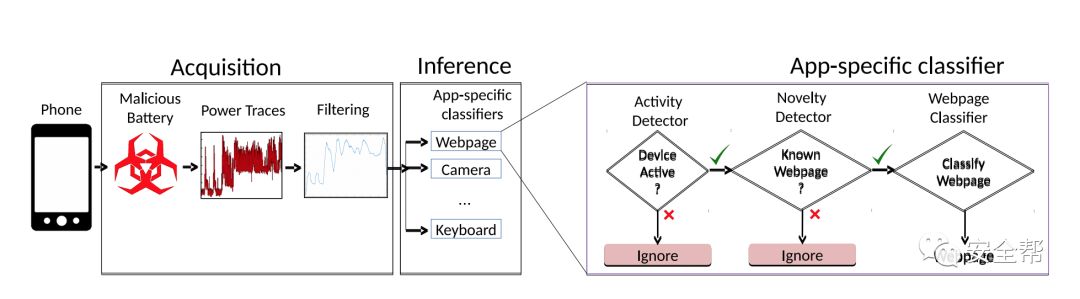 Acquisition
Inference
App-specific classifier
Phone
Malicious
Battery
Power Traces
Filtering
App-specific
classifiers
Webpage
Camera
...
Keyboard
Activity
Detector
Novelty
Detector
Webpage
Classifier
Device
Active
?
Known
Webpage
?
Classify
Webpage
Ignore
Ignore
Webpage
安全帮